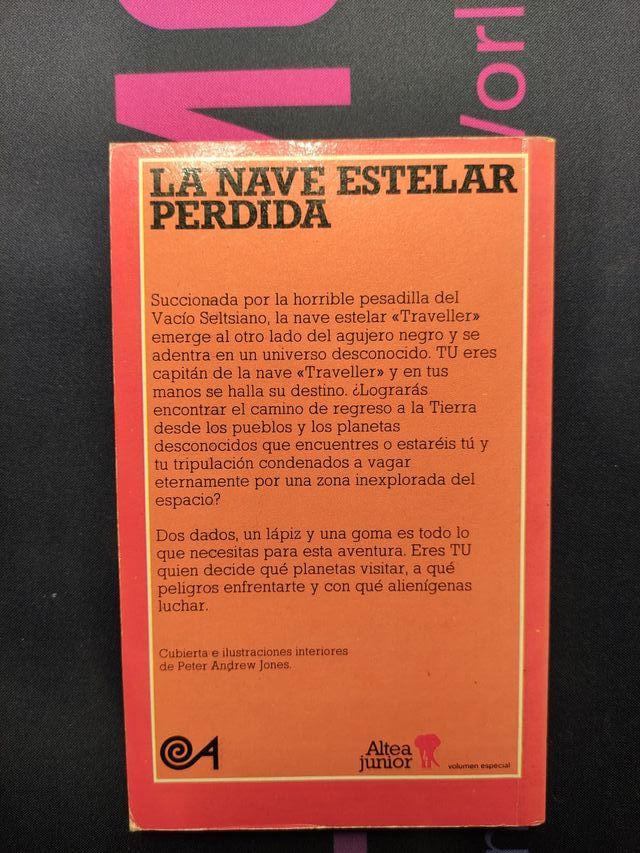 orl
LA NAVE ESTELAR
PERDIDA
Succionada por la horrible pesadilla del
Vacío Seltsiano, la nave estelar «Traveller»
emerge al otro lado del agujero negro y se
adentra en un universo desconocido. TU eres
capitán de la nave «Traveller» y en tus
manos se halla su destino. ¿Lograrás
encontrar el camino de regreso a la Tierra
desde los pueblos y los planetas
desconocidos que encuentres o estaréis tú y
tu tripulación condenados a vagar
eternamente por una zona inexplorada del
espacio?
Dos dados, un lápiz y una goma es todo lo
que necesitas para esta aventura. Eres TU
quien decide qué planetas visitar, a qué
peligros enfrentarte y con qué alienígenas
luchar.
Cubierta e ilustraciones interiores
de Peter Andrew Jones.
Altea
junior
volumen especial